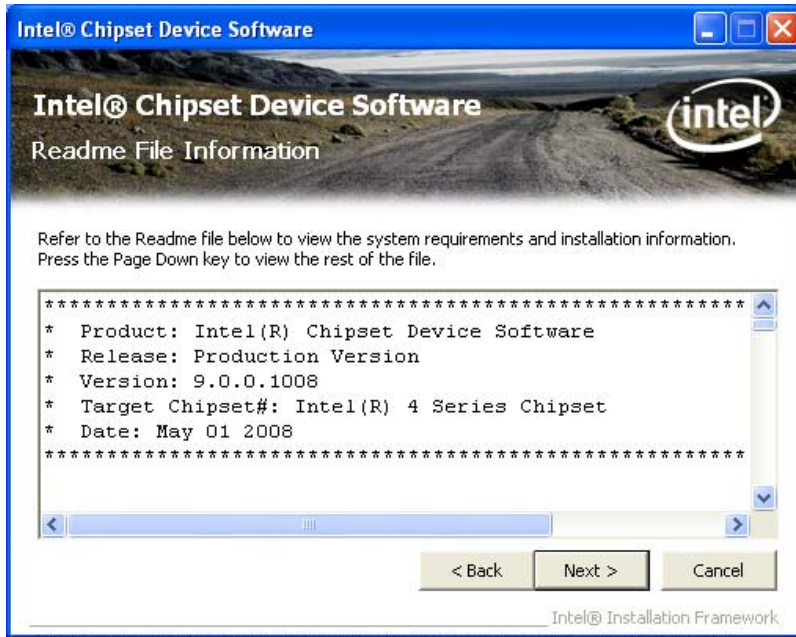 Intel® Chipset Device Software
Intel® Chipset Device Software
intel
Readme File Information
Refer to the Readme file below to view the system requirements and installation information.
Press the Page Down key to view the rest of the file.
********************************************************
*  Product: Intel(R) Chipset Device Software
*  Release: Production Version
*  Version: 9.0.0.1008
*  Target Chipset#: Intel(R) 4 Series Chipset
*  Date: May 01 2008
********************************************************
< Back
Next >
Cancel
Intel® Installation Framework